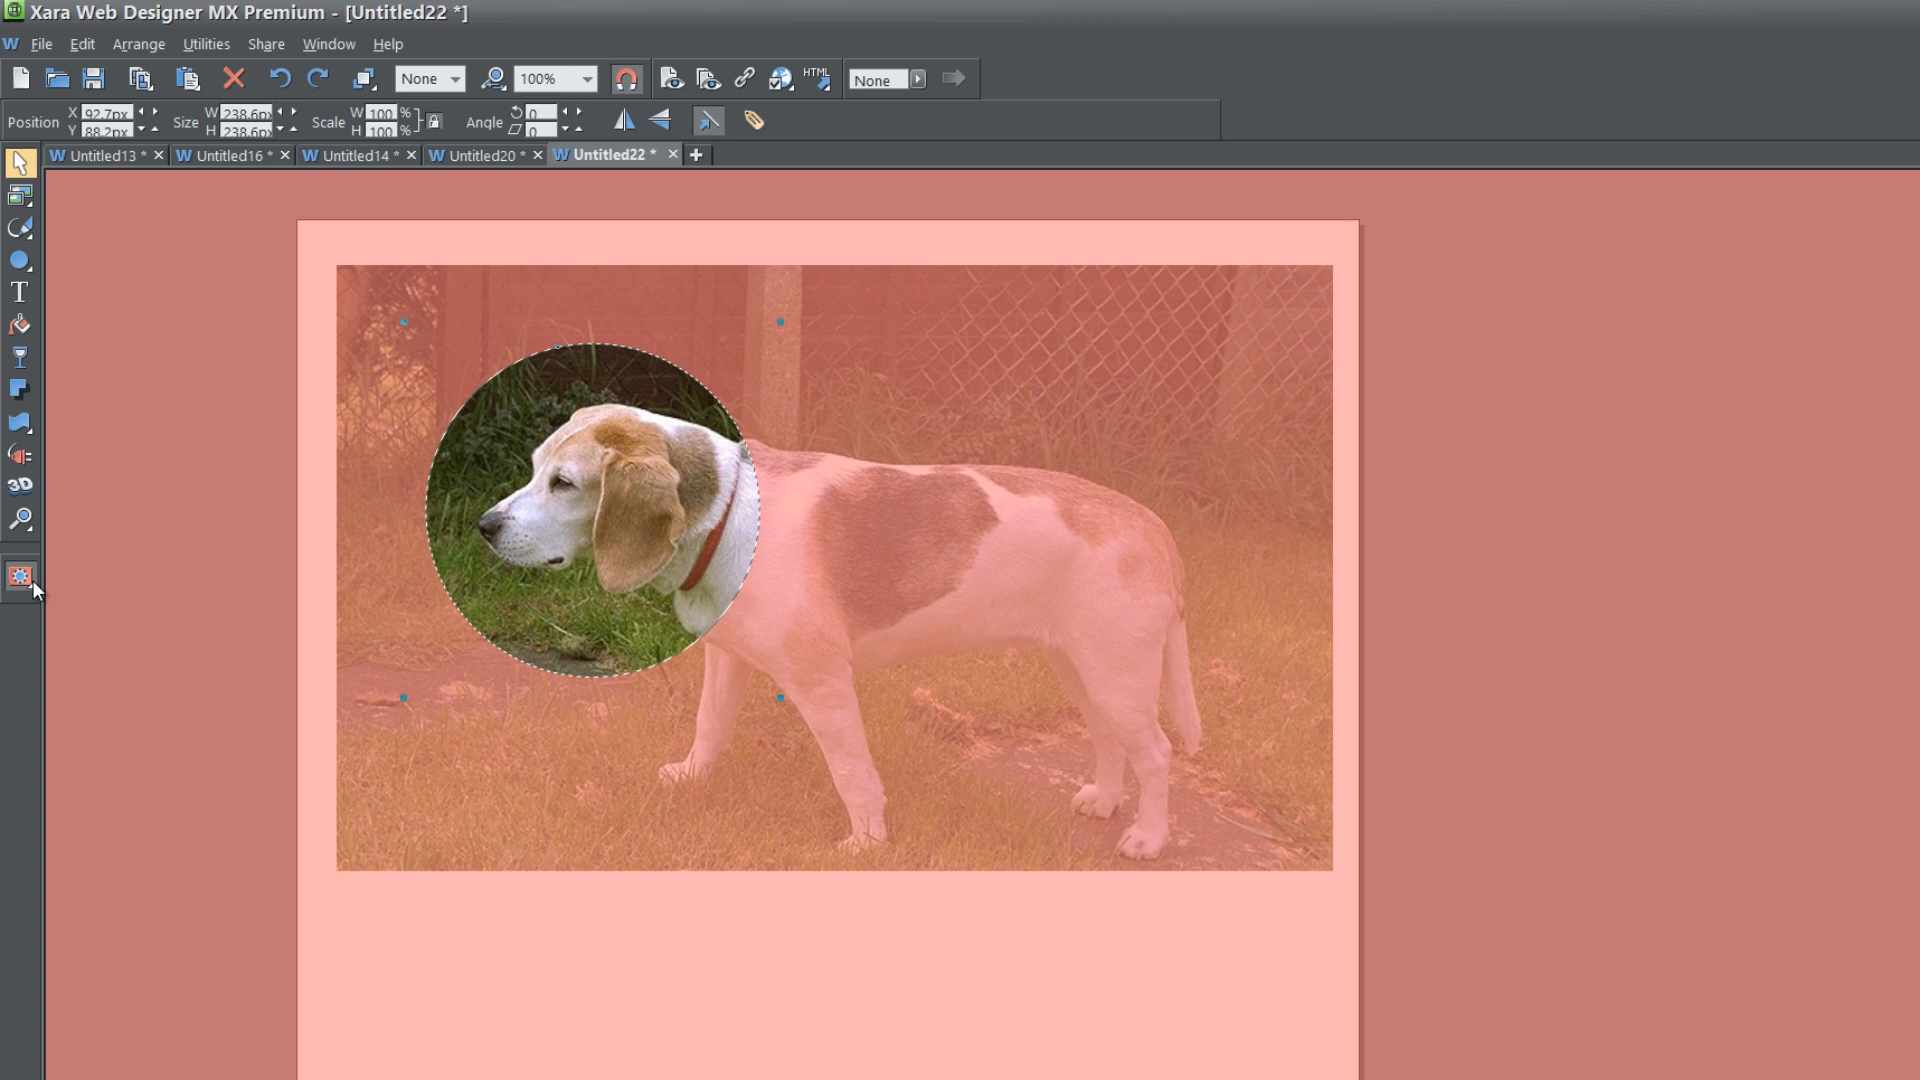 Xara Web Designer MX Premium - [Untitled22 *]
W File Edit Arrange Utilities Share Window Help
None 100% HTML None
Position X 92.7px Size W 238.6px Scale W 100 % Angle 0
Y 88.2px H 238.6px H 100 % 0
W Untitled13 * W Untitled16 * W Untitled14 * W Untitled20 * W Untitled22 *
T
3D